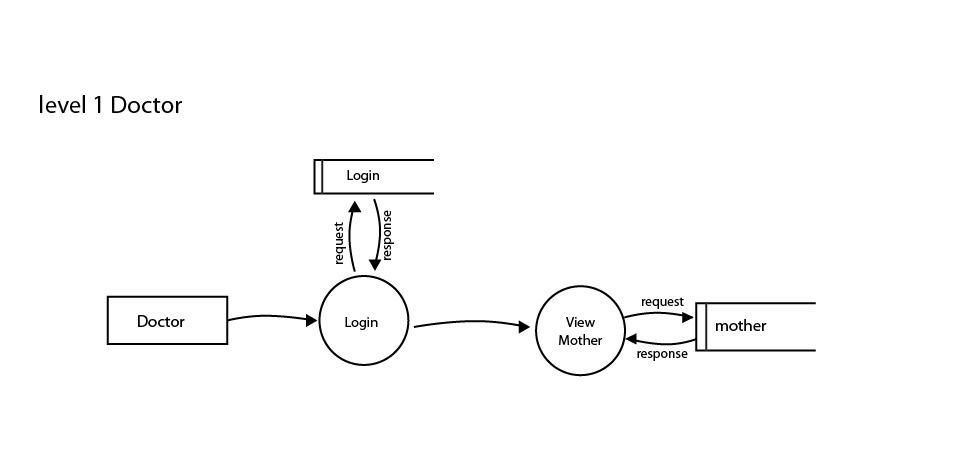 level 1 Doctor
Login
request
response
Doctor
Login
View
Mother
request
mother
response